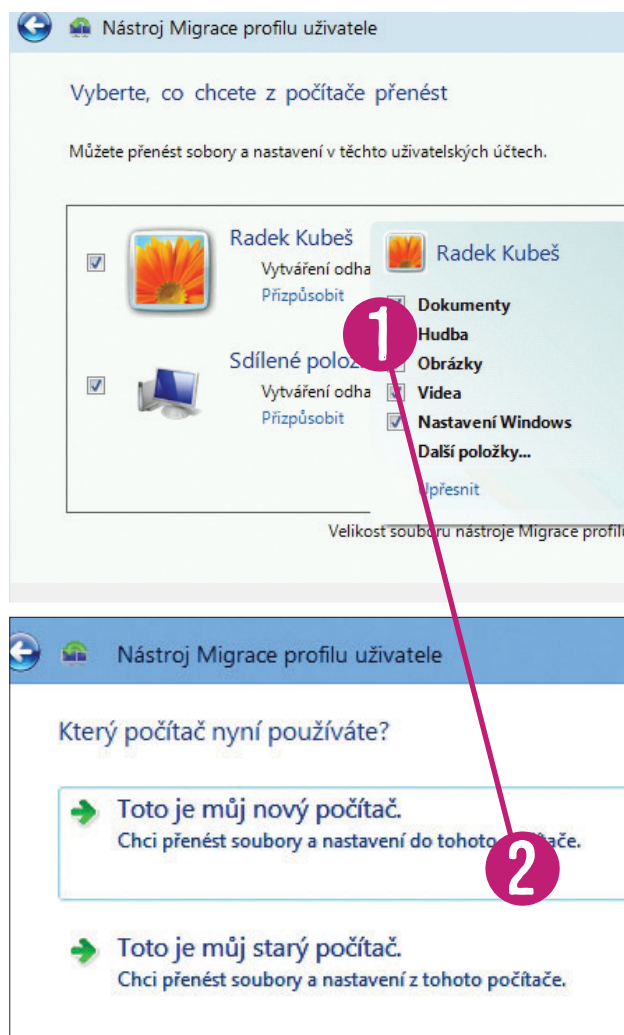 Nástroj Migrace profilu uživatele
Vyberte, co chcete z počítače přenést
Můžete přenést sobory a nastavení v těchto uživatelských účtech.
Radek Kubeš
Vytváření odha
Přizpůsobit
Sdílené polož
Vytváření odha
Přizpůsobit
Radek Kubeš
Dokumenty
Hudba
Obrázky
Videa
Nastavení Windows
Další položky...
Upřesnit
Velikost souboru nástroje Migrace profilu
1
Nástroj Migrace profilu uživatele
Který počítač nyní používáte?
Toto je můj nový počítač.
Chci přenést soubory a nastavení do tohoto počítače.
2
Toto je můj starý počítač.
Chci přenést soubory a nastavení z tohoto počítače.